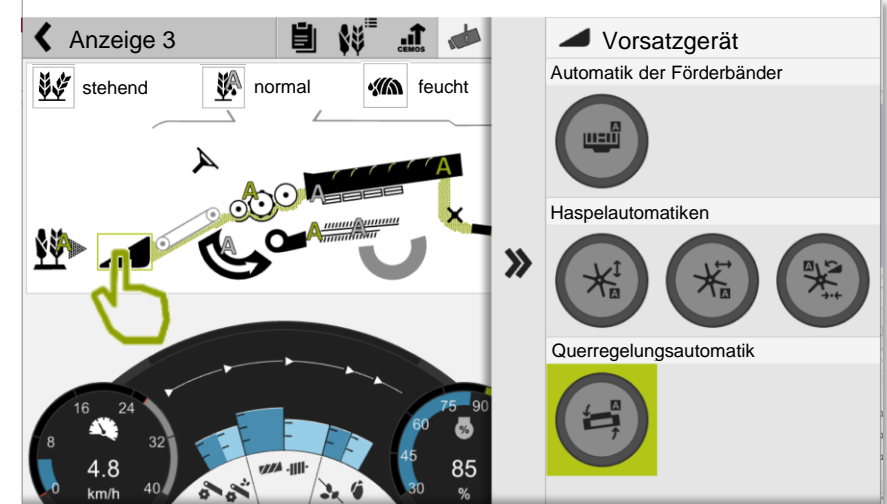 Anzeige 3
CEMOS
Vorsatzgerät
stehend
A
normal
feucht
Automatik der Förderbänder
A
A
A
A
A
A
A
A
Haspelautomatiken
A
A
A
Querregelungsautomatik
A
0
8
16
24
32
40
4.8
km/h
30
45
60
75
90
%
85
%